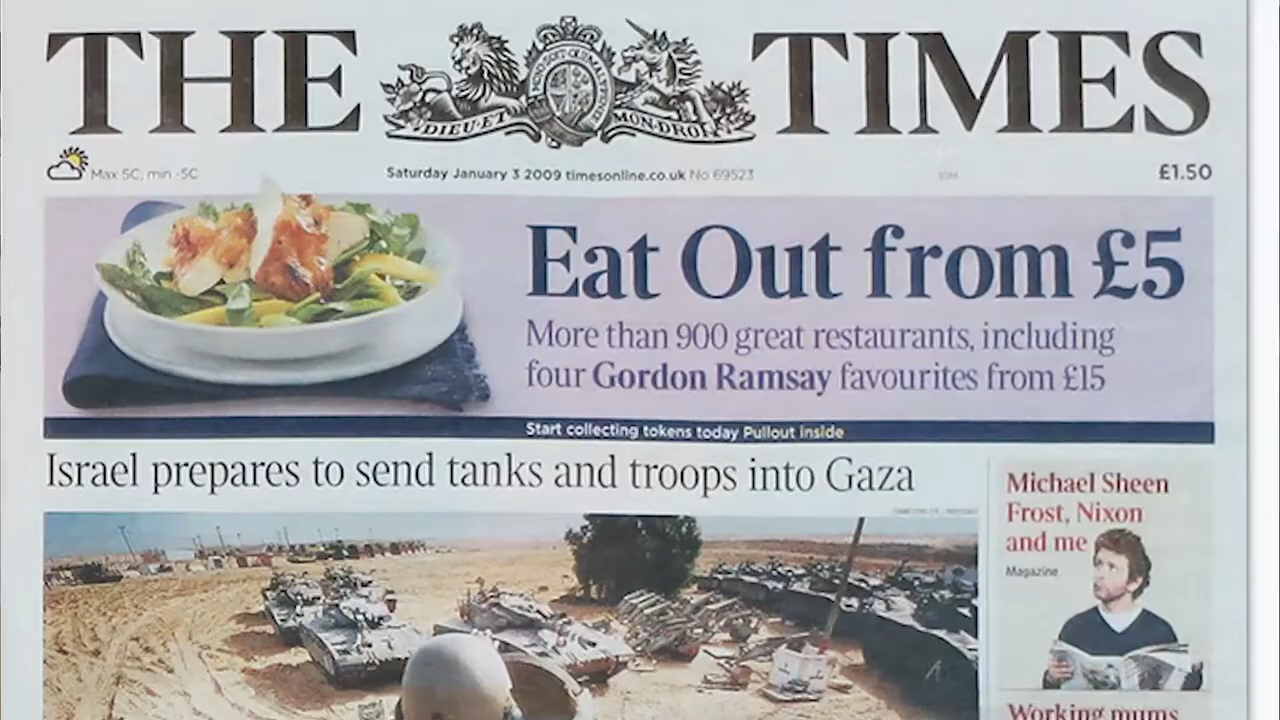 THE TIMES
DIEU·ET MON·DROIT
Max 5C, min -5C
Saturday January 3 2009 timesonline.co.uk No 69523
£1.50
Eat Out from £5
More than 900 great restaurants, including
four Gordon Ramsay favourites from £15
Start collecting tokens today Pullout inside
Israel prepares to send tanks and troops into Gaza
Michael Sheen
Frost, Nixon
and me
Magazine
Working mums